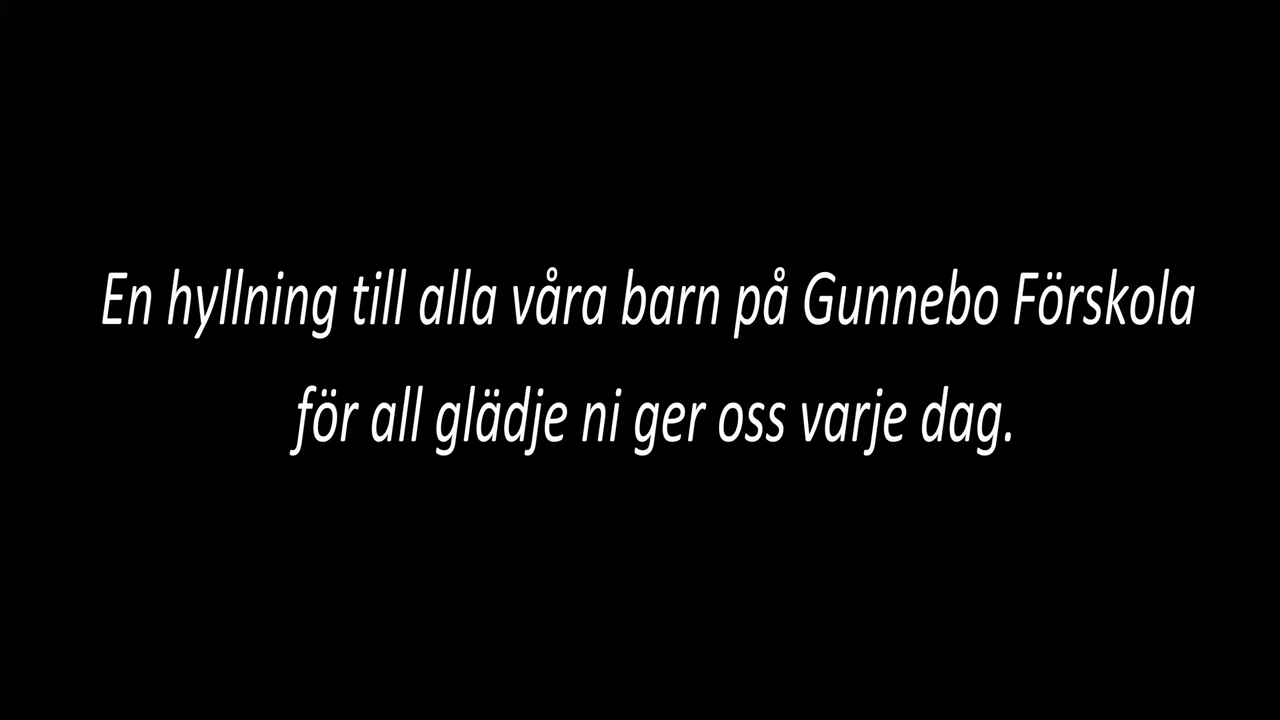 En hyllning till alla våra barn på Gunnebo Förskola
för all glädje ni ger oss varje dag.